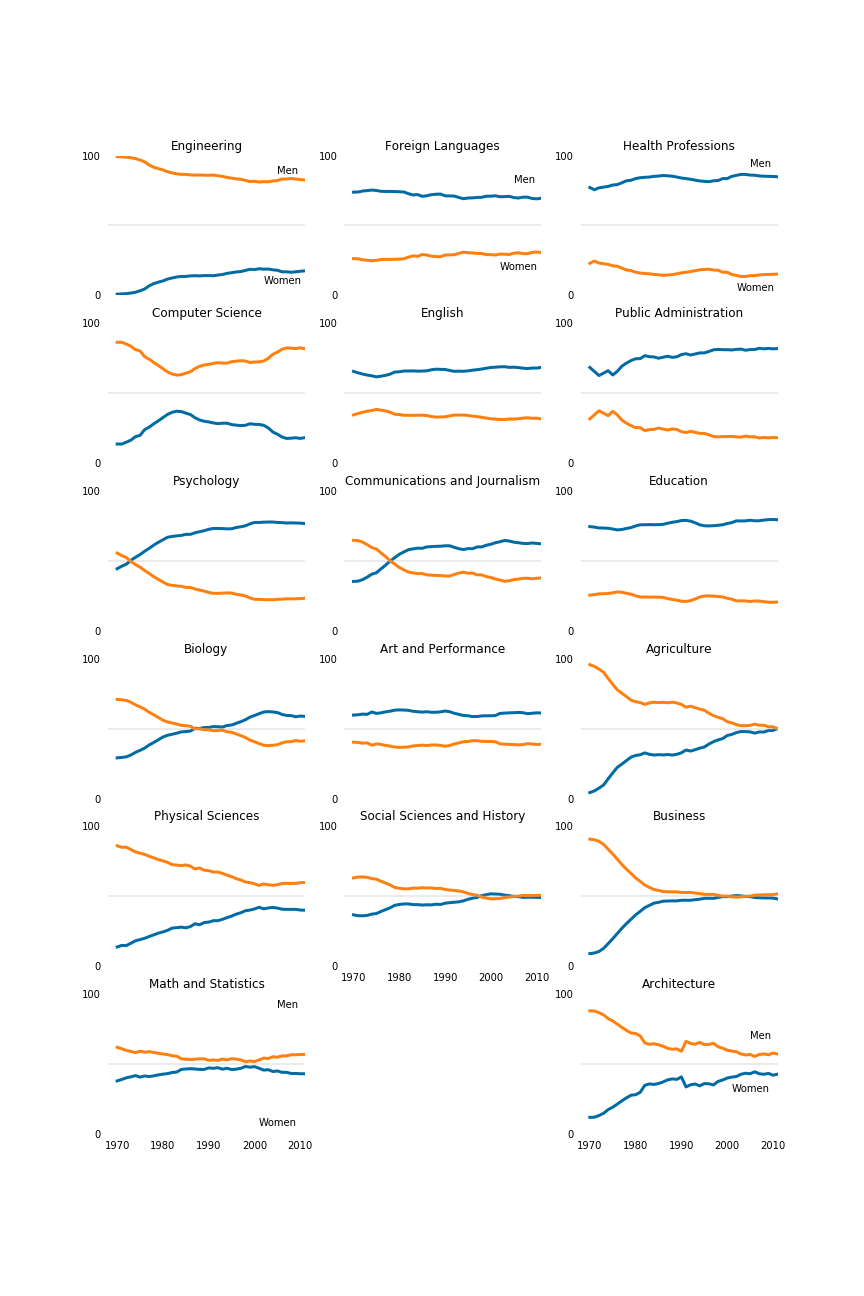 Engineering Foreign Languages Health Professions
100 100 100
Men Men Men
Women Women Women
0 0 0
Computer Science English Public Administration
100 100 100
0 0 0
Psychology Communications and Journalism Education
100 100 100
0 0 0
Biology Art and Performance Agriculture
100 100 100
0 0 0
Physical Sciences Social Sciences and History Business
100 100 100
0 0 0
1970 1980 1990 2000 2010
Math and Statistics Architecture
100 100
Men Men
Women Women
0 0
1970 1980 1990 2000 2010 1970 1980 1990 2000 2010